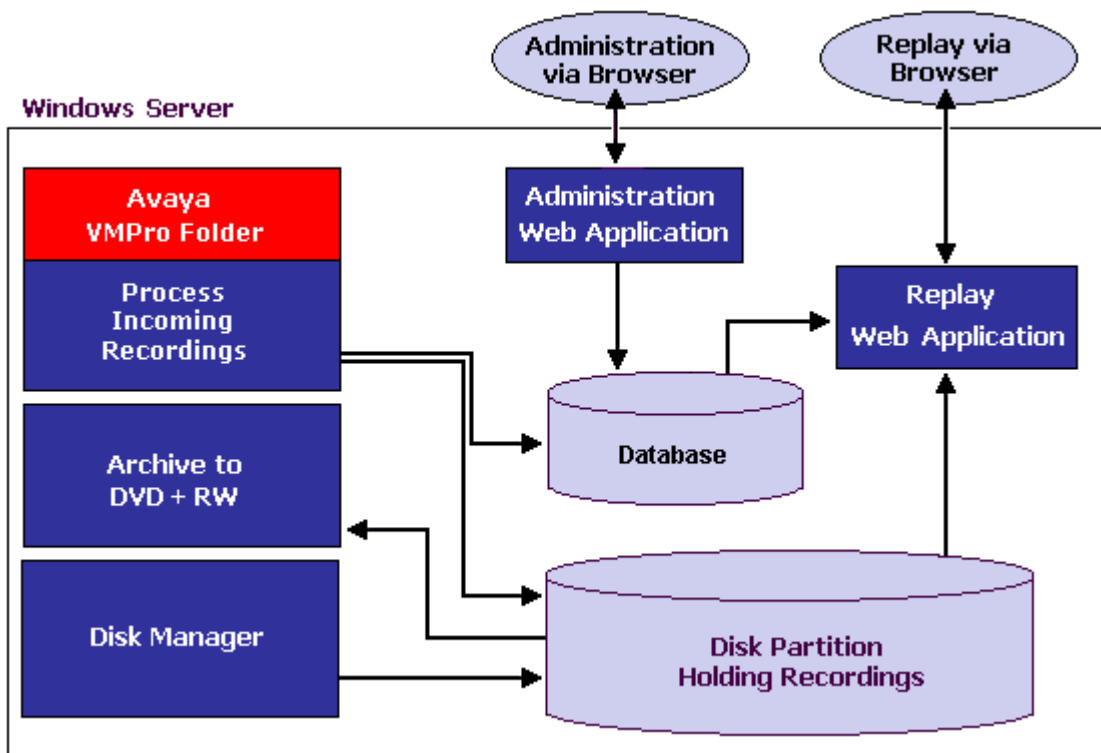 Administration
via Browser
Replay via
Browser
Windows Server
Avaya
VMPro Folder
Process
Incoming
Recordings
Archive to
DVD + RW
Disk Manager
Administration
Web Application
Replay
Web Application
Database
Disk Partition
Holding Recordings